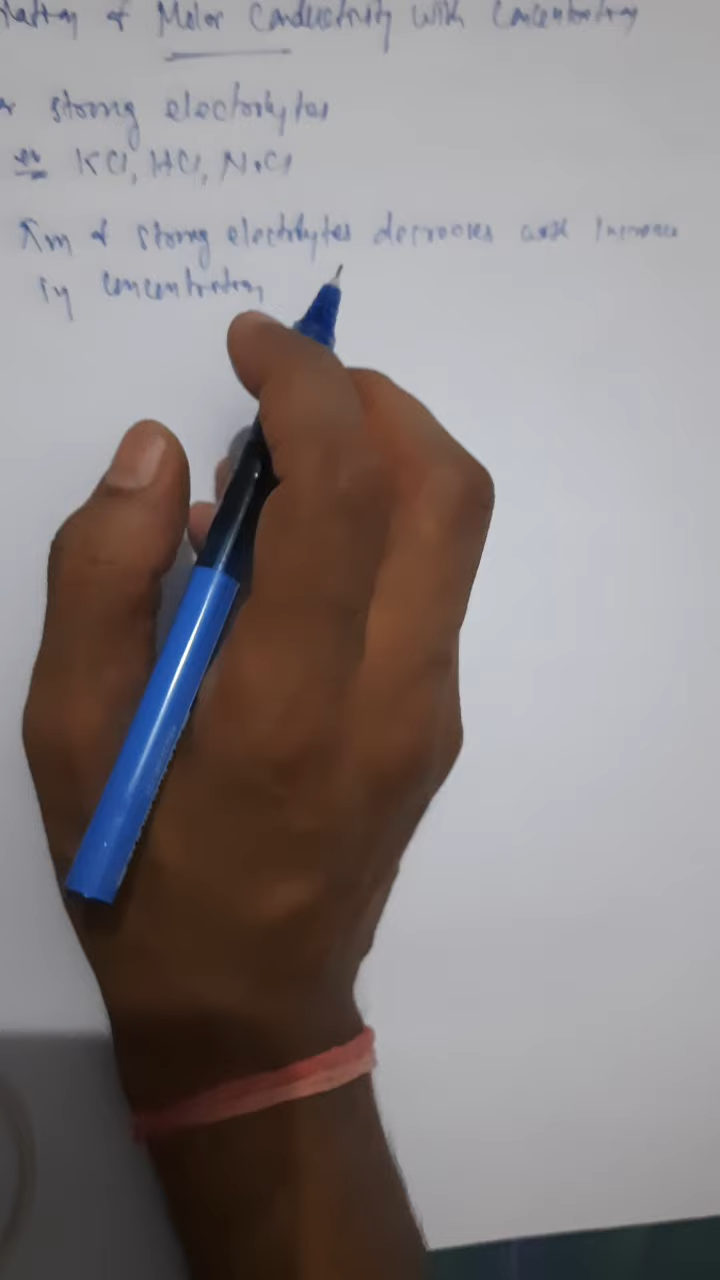 of Molar Conductivity with Concentration
strong electrolytes
KCl, HCl, NaCl
λm of strong electrolytes decreases with increase
in concentration